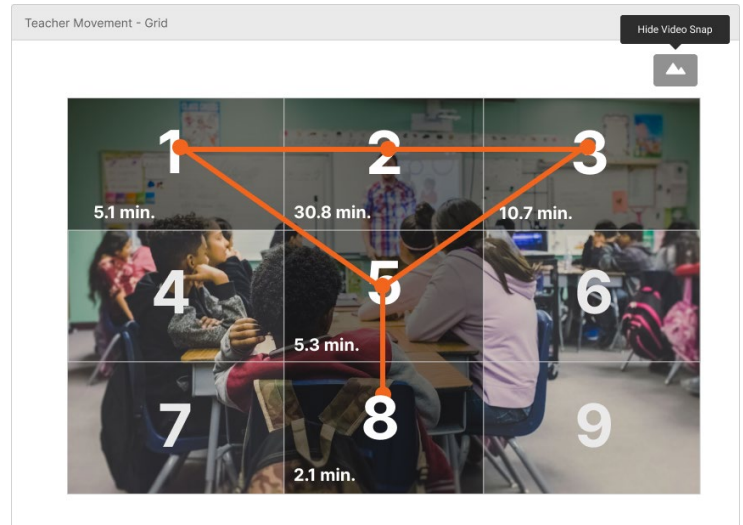 Teacher Movement - Grid
Hide Video Snap
1
2
3
5.1 min.
30.8 min.
10.7 min.
4
5
6
5.3 min.
7
8
9
2.1 min.